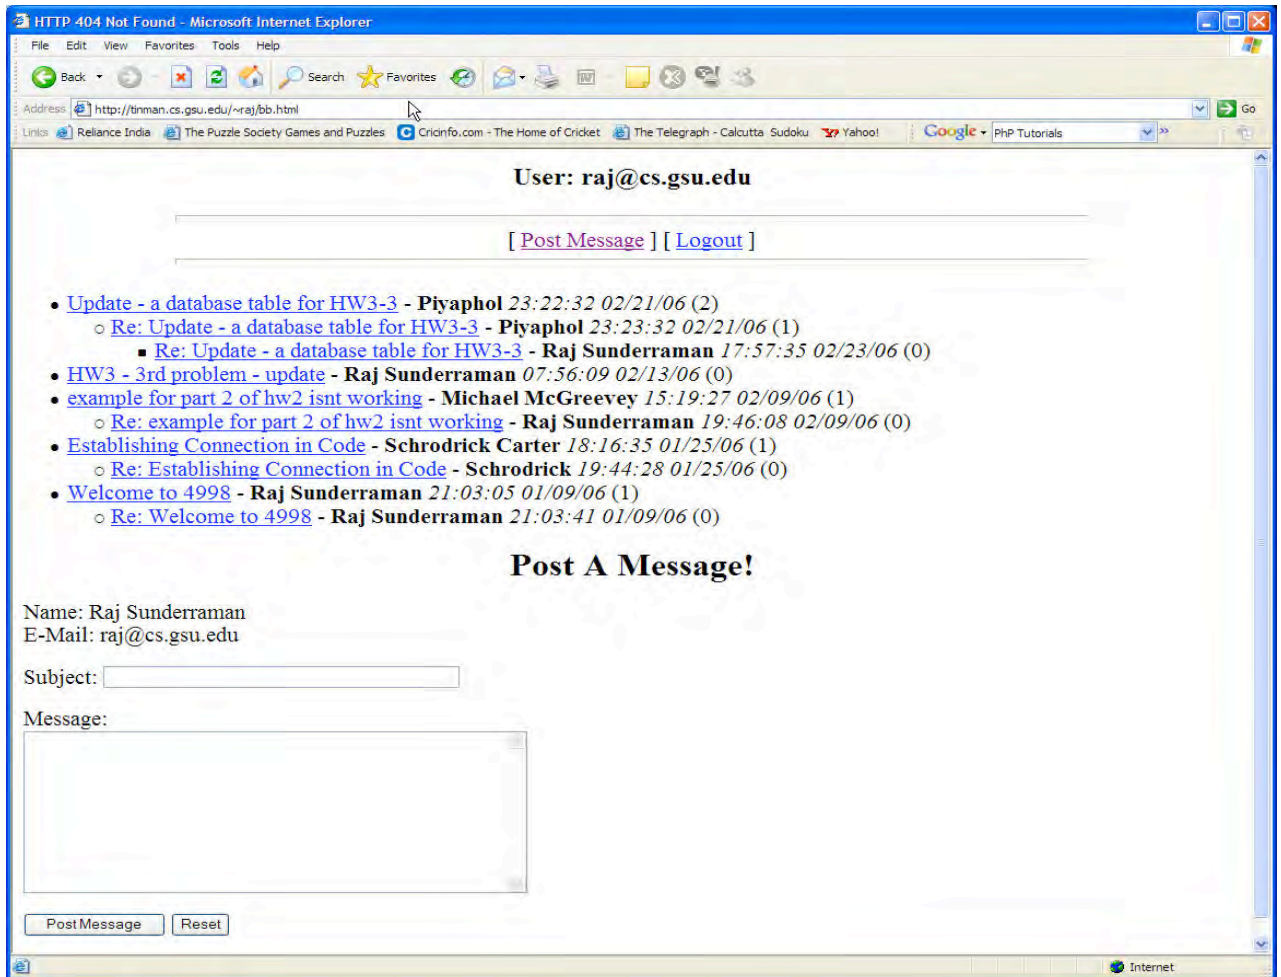 HTTP 404 Not Found - Microsoft Internet Explorer
File Edit View Favorites Tools Help
Back Search Favorites
Address http://tinman.cs.gsu.edu/~raj/bb.html Go
Links Reliance India The Puzzle Society Games and Puzzles Cricinfo.com - The Home of Cricket The Telegraph - Calcutta Sudoku Yahoo! Google PhP Tutorials »
User: raj@cs.gsu.edu
[ Post Message ] [ Logout ]
• Update - a database table for HW3-3 - Piyaphol 23:22:32 02/21/06 (2)
○ Re: Update - a database table for HW3-3 - Piyaphol 23:23:32 02/21/06 (1)
■ Re: Update - a database table for HW3-3 - Raj Sunderraman 17:57:35 02/23/06 (0)
• HW3 - 3rd problem - update - Raj Sunderraman 07:56:09 02/13/06 (0)
• example for part 2 of hw2 isnt working - Michael McGreevey 15:19:27 02/09/06 (1)
○ Re: example for part 2 of hw2 isnt working - Raj Sunderraman 19:46:08 02/09/06 (0)
• Establishing Connection in Code - Schrodrick Carter 18:16:35 01/25/06 (1)
○ Re: Establishing Connection in Code - Schrodrick 19:44:28 01/25/06 (0)
• Welcome to 4998 - Raj Sunderraman 21:03:05 01/09/06 (1)
○ Re: Welcome to 4998 - Raj Sunderraman 21:03:41 01/09/06 (0)
Post A Message!
Name: Raj Sunderraman
E-Mail: raj@cs.gsu.edu
Subject:
Message:
Post Message Reset
Internet